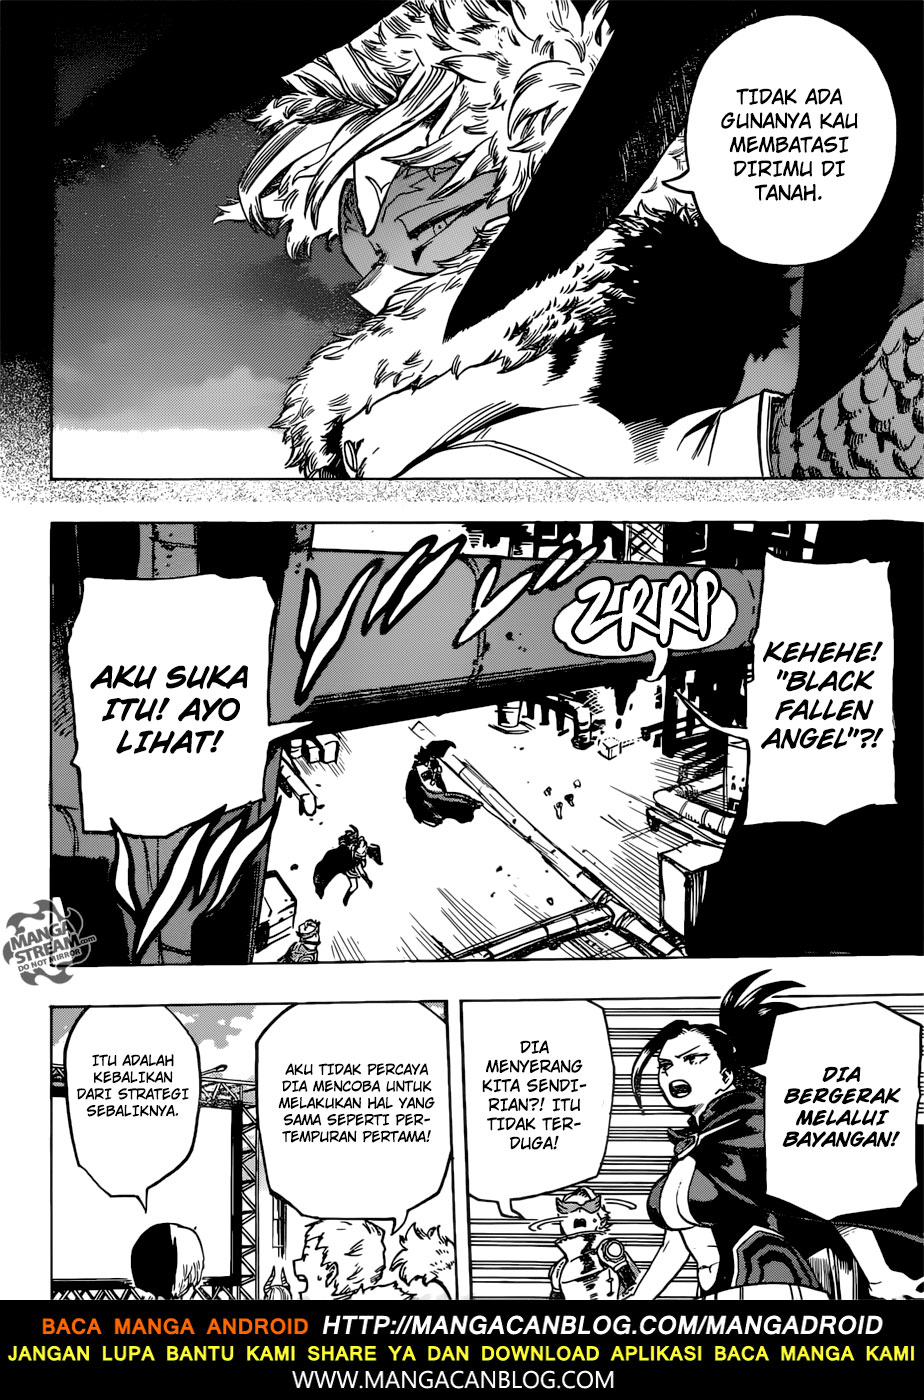 TIDAK ADA
GUNANYA KAU
MEMBATASI
DIRIMU DI
TANAH.
ZRRP
KEHEHE!
"BLACK
FALLEN
ANGEL"?!
AKU SUKA
ITU! AYO
LIHAT!
MANGA
STREAM.com
DO NOT MIRROR
DIA
BERGERAK
MELALUI
BAYANGAN!
DIA
MENYERANG
KITA SENDI-
RIAN?! ITU
TIDAK TER-
DUGA!
AKU TIDAK PERCAYA
DIA MENCOBA UNTUK
MELAKUKAN HAL YANG
SAMA SEPERTI PER-
TEMPURAN PERTAMA!
ITU ADALAH
KEBALIKAN
DARI STRATEGI
SEBALIKNYA.
BACA MANGA ANDROID HTTP://MANGACANBLOG.COM/MANGADROID
JANGAN LUPA BANTU KAMI SHARE YA DAN DOWNLOAD APLIKASI BACA MANGA KAMI
WWW.MANGACANBLOG.COM